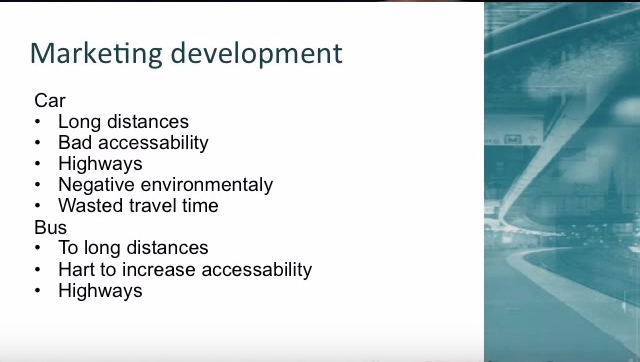 Marketing development
Car
• Long distances
• Bad accessability
• Highways
• Negative environmentaly
• Wasted travel time
Bus
• To long distances
• Hart to increase accessability
• Highways